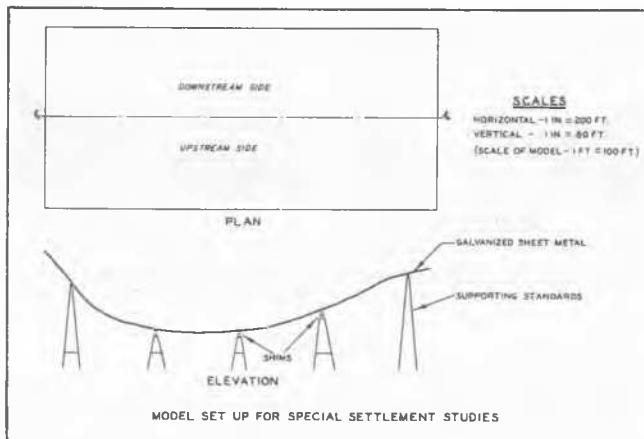 DOWNSTREAM SIDE
℄
℄
UPSTREAM SIDE
PLAN
SCALES
HORIZONTAL - 1 IN = 200 FT.
VERTICAL - 1 IN = 80 FT.
(SCALE OF MODEL - 1 FT = 100 FT)
GALVANIZED SHEET METAL
SUPPORTING STANDARDS
SHIMS
ELEVATION
MODEL SET UP FOR SPECIAL SETTLEMENT STUDIES